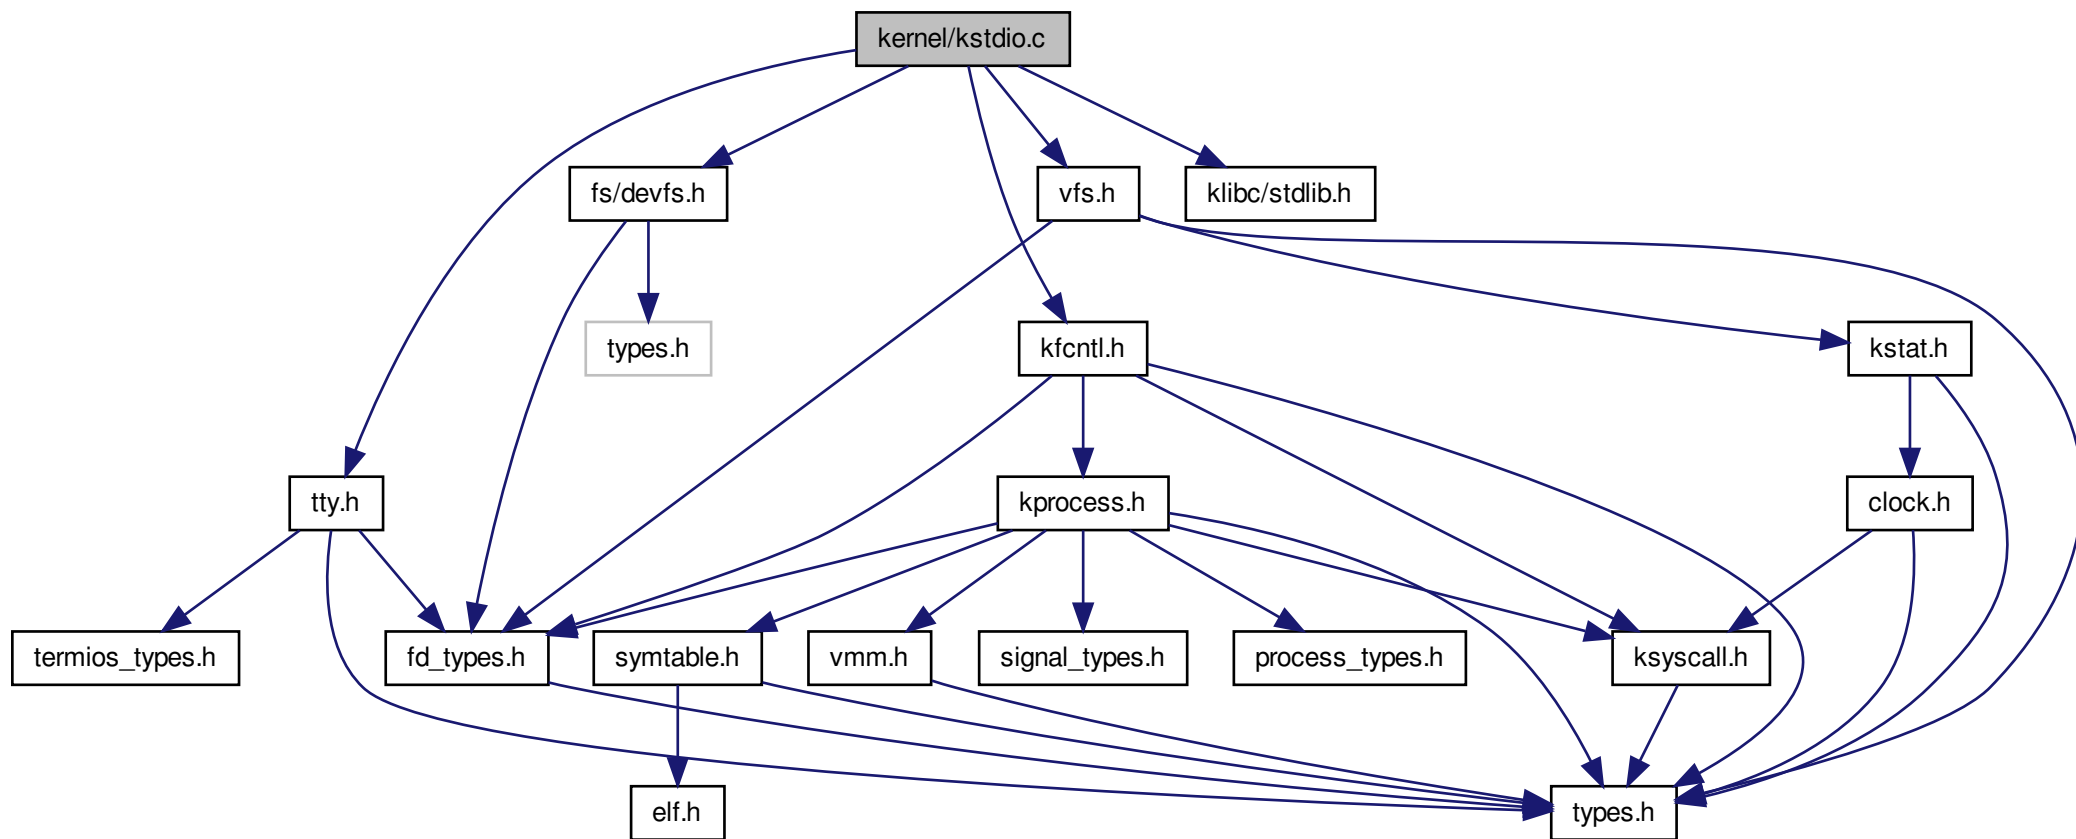 kernel/kstdio.c
fs/devfs.h
vfs.h
klibc/stdlib.h
types.h
kfcntl.h
kstat.h
tty.h
kprocess.h
clock.h
termios_types.h
fd_types.h
symtable.h
vmm.h
signal_types.h
process_types.h
ksyscall.h
elf.h
types.h